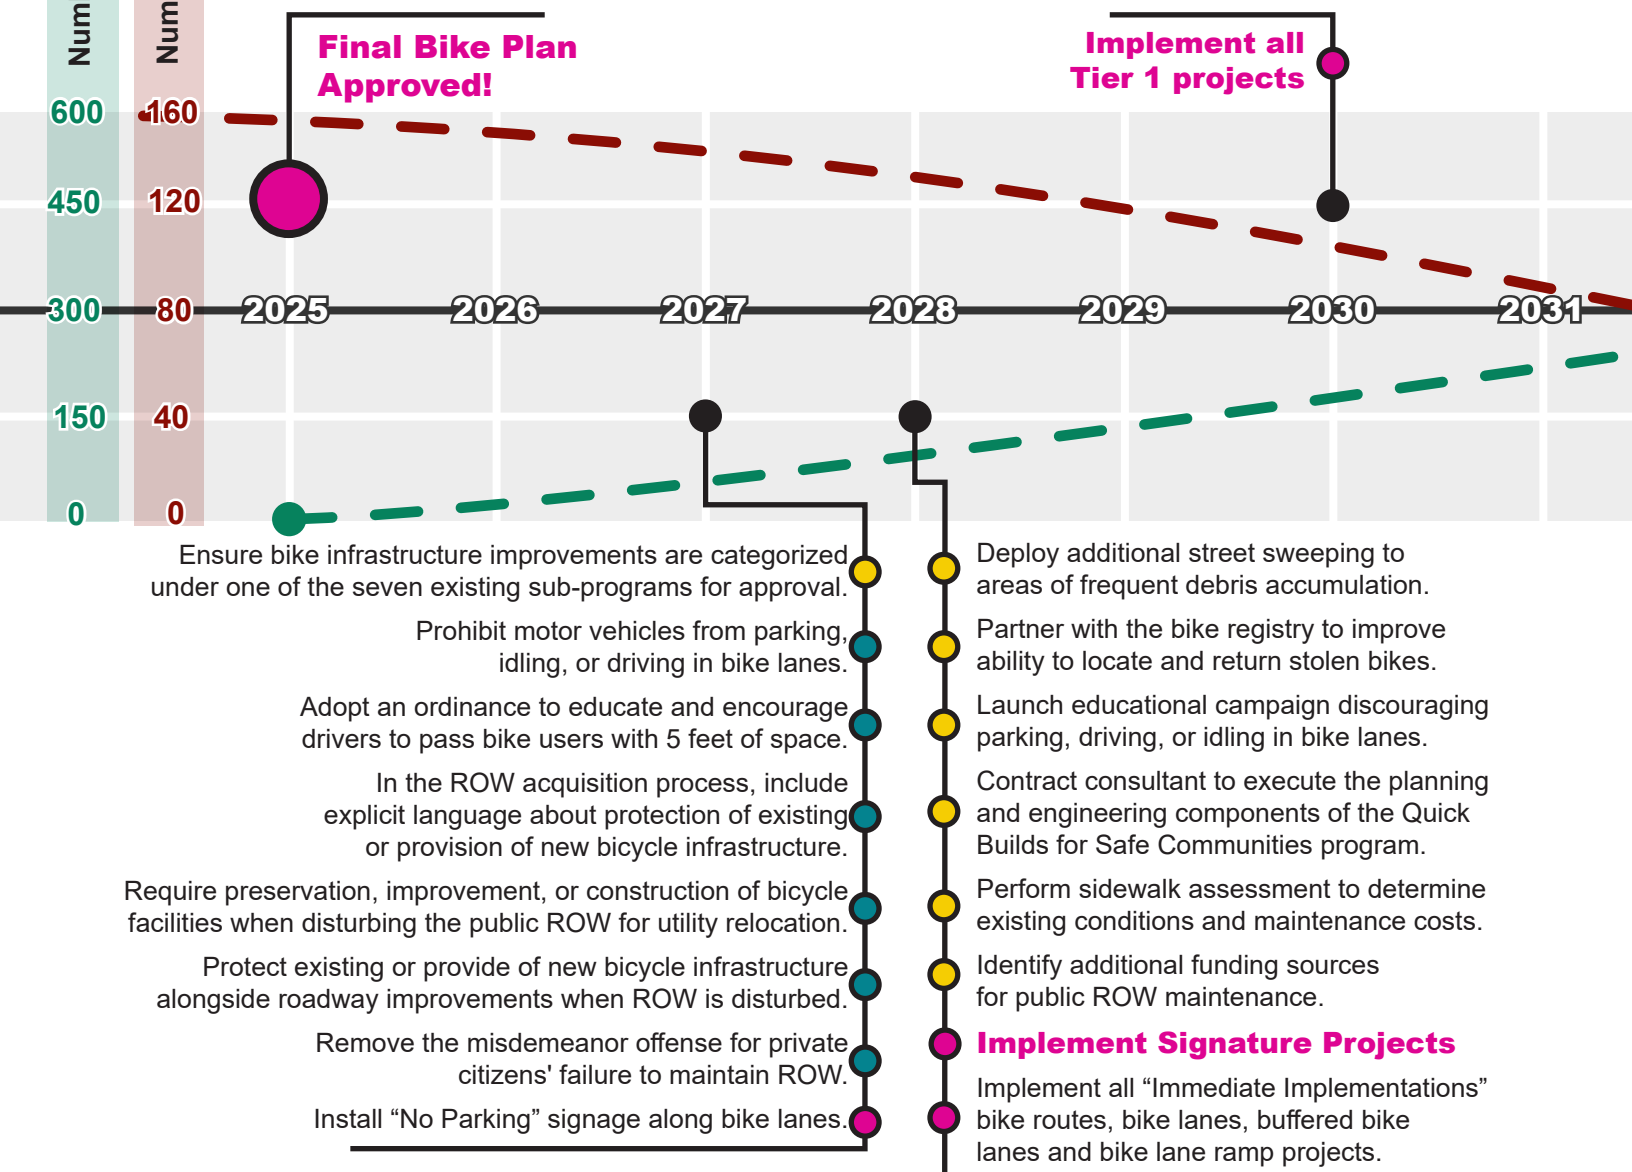 Num
Num
Final Bike Plan
Approved!
Implement all
Tier 1 projects
600
160
450
120
300
80
2025
2026
2027
2028
2029
2030
2031
150
40
0
0
Ensure bike infrastructure improvements are categorized
under one of the seven existing sub-programs for approval.
Prohibit motor vehicles from parking,
idling, or driving in bike lanes.
Adopt an ordinance to educate and encourage
drivers to pass bike users with 5 feet of space.
In the ROW acquisition process, include
explicit language about protection of existing
or provision of new bicycle infrastructure.
Require preservation, improvement, or construction of bicycle
facilities when disturbing the public ROW for utility relocation.
Protect existing or provide of new bicycle infrastructure
alongside roadway improvements when ROW is disturbed.
Remove the misdemeanor offense for private
citizens' failure to maintain ROW.
Install “No Parking” signage along bike lanes.
Deploy additional street sweeping to
areas of frequent debris accumulation.
Partner with the bike registry to improve
ability to locate and return stolen bikes.
Launch educational campaign discouraging
parking, driving, or idling in bike lanes.
Contract consultant to execute the planning
and engineering components of the Quick
Builds for Safe Communities program.
Perform sidewalk assessment to determine
existing conditions and maintenance costs.
Identify additional funding sources
for public ROW maintenance.
Implement Signature Projects
Implement all “Immediate Implementations”
bike routes, bike lanes, buffered bike
lanes and bike lane ramp projects.